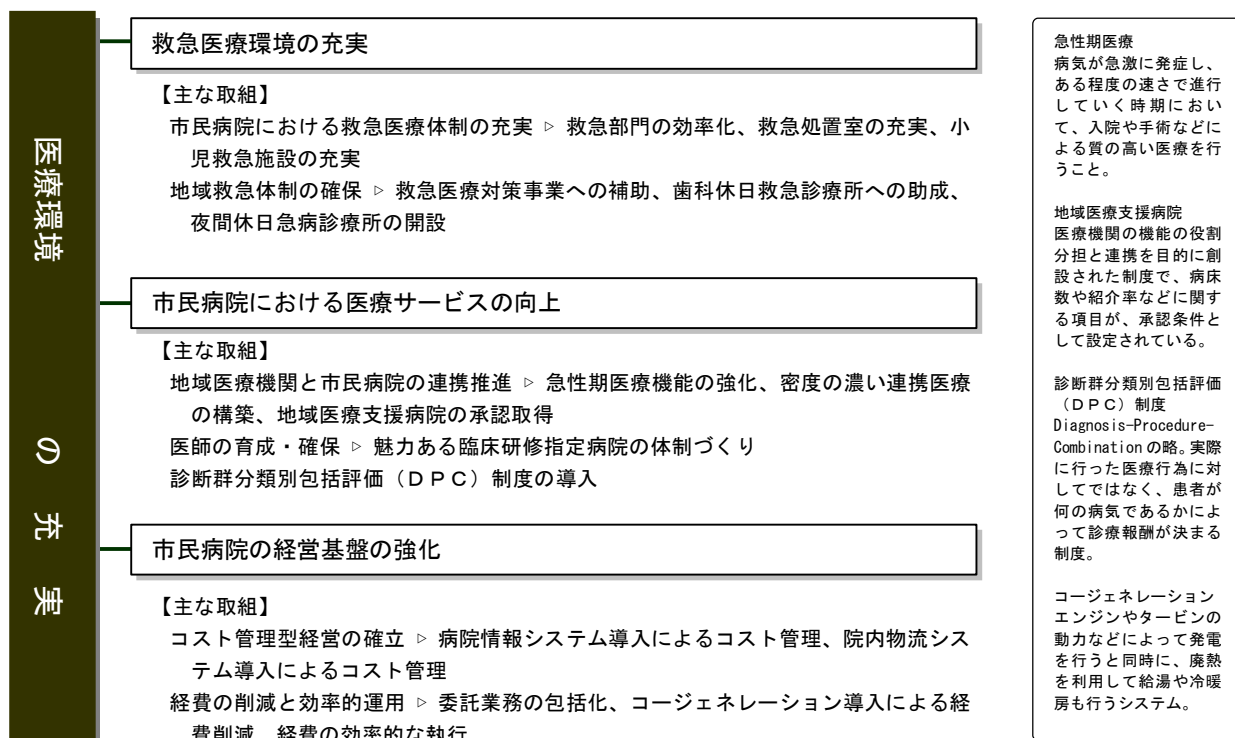 医療環境の充実
救急医療環境の充実
【主な取組】
市民病院における救急医療体制の充実 ▷ 救急部門の効率化、救急処置室の充実、小
児救急施設の充実
地域救急体制の確保 ▷ 救急医療対策事業への補助、歯科休日救急診療所への助成、
夜間休日急病診療所の開設
市民病院における医療サービスの向上
【主な取組】
地域医療機関と市民病院の連携推進 ▷ 急性期医療機能の強化、密度の濃い連携医療
の構築、地域医療支援病院の承認取得
医師の育成・確保 ▷ 魅力ある臨床研修指定病院の体制づくり
診断群分類別包括評価（ＤＰＣ）制度の導入
市民病院の経営基盤の強化
【主な取組】
コスト管理型経営の確立 ▷ 病院情報システム導入によるコスト管理、院内物流シス
テム導入によるコスト管理
経費の削減と効率的運用 ▷ 委託業務の包括化、コージェネレーション導入による経
費削減、経費の効率的な執行
急性期医療
病気が急激に発症し、
ある程度の速さで進行
していく時期におい
て、入院や手術などに
よる質の高い医療を行
うこと。
地域医療支援病院
医療機関の機能の役割
分担と連携を目的に創
設された制度で、病床
数や紹介率などに関す
る項目が、承認条件と
して設定されている。
診断群分類別包括評価
（ＤＰＣ）制度
Diagnosis-Procedure-
Combination の略。実際
に行った医療行為に対
してではなく、患者が
何の病気であるかによ
って診療報酬が決まる
制度。
コージェネレーション
エンジンやタービンの
動力などによって発電
を行うと同時に、廃熱
を利用して給湯や冷暖
房も行うシステム。